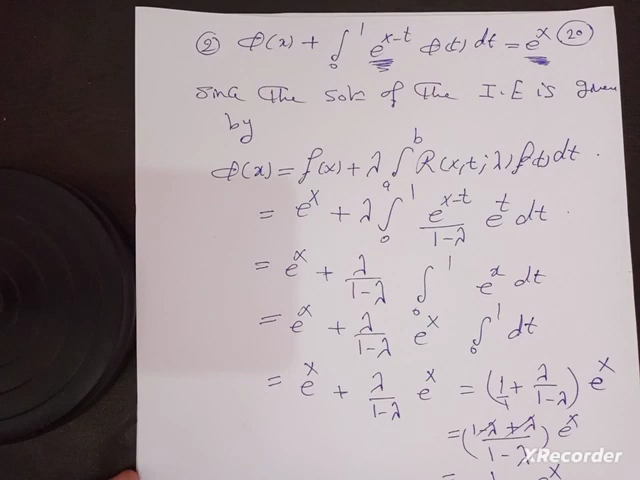 ② Φ(x) + ∫₀¹ e^{x-t} Φ(t) dt = e^x ⑳
Since The soln of The I.E is given
by
Φ(x) = f(x) + λ ∫ₐᵇ R(x,t;λ) f(t) dt.
= e^x + λ ∫₀¹ e^{x-t}/(1-λ) e^t dt.
= e^x + λ/(1-λ) ∫₀¹ e^x dt
= e^x + λ/(1-λ) e^x ∫₀¹ dt
= e^x + λ/(1-λ) e^x = (1/1 + λ/(1-λ)) e^x
= ((1-λ+λ)/(1-λ)) e^x
XRecorder